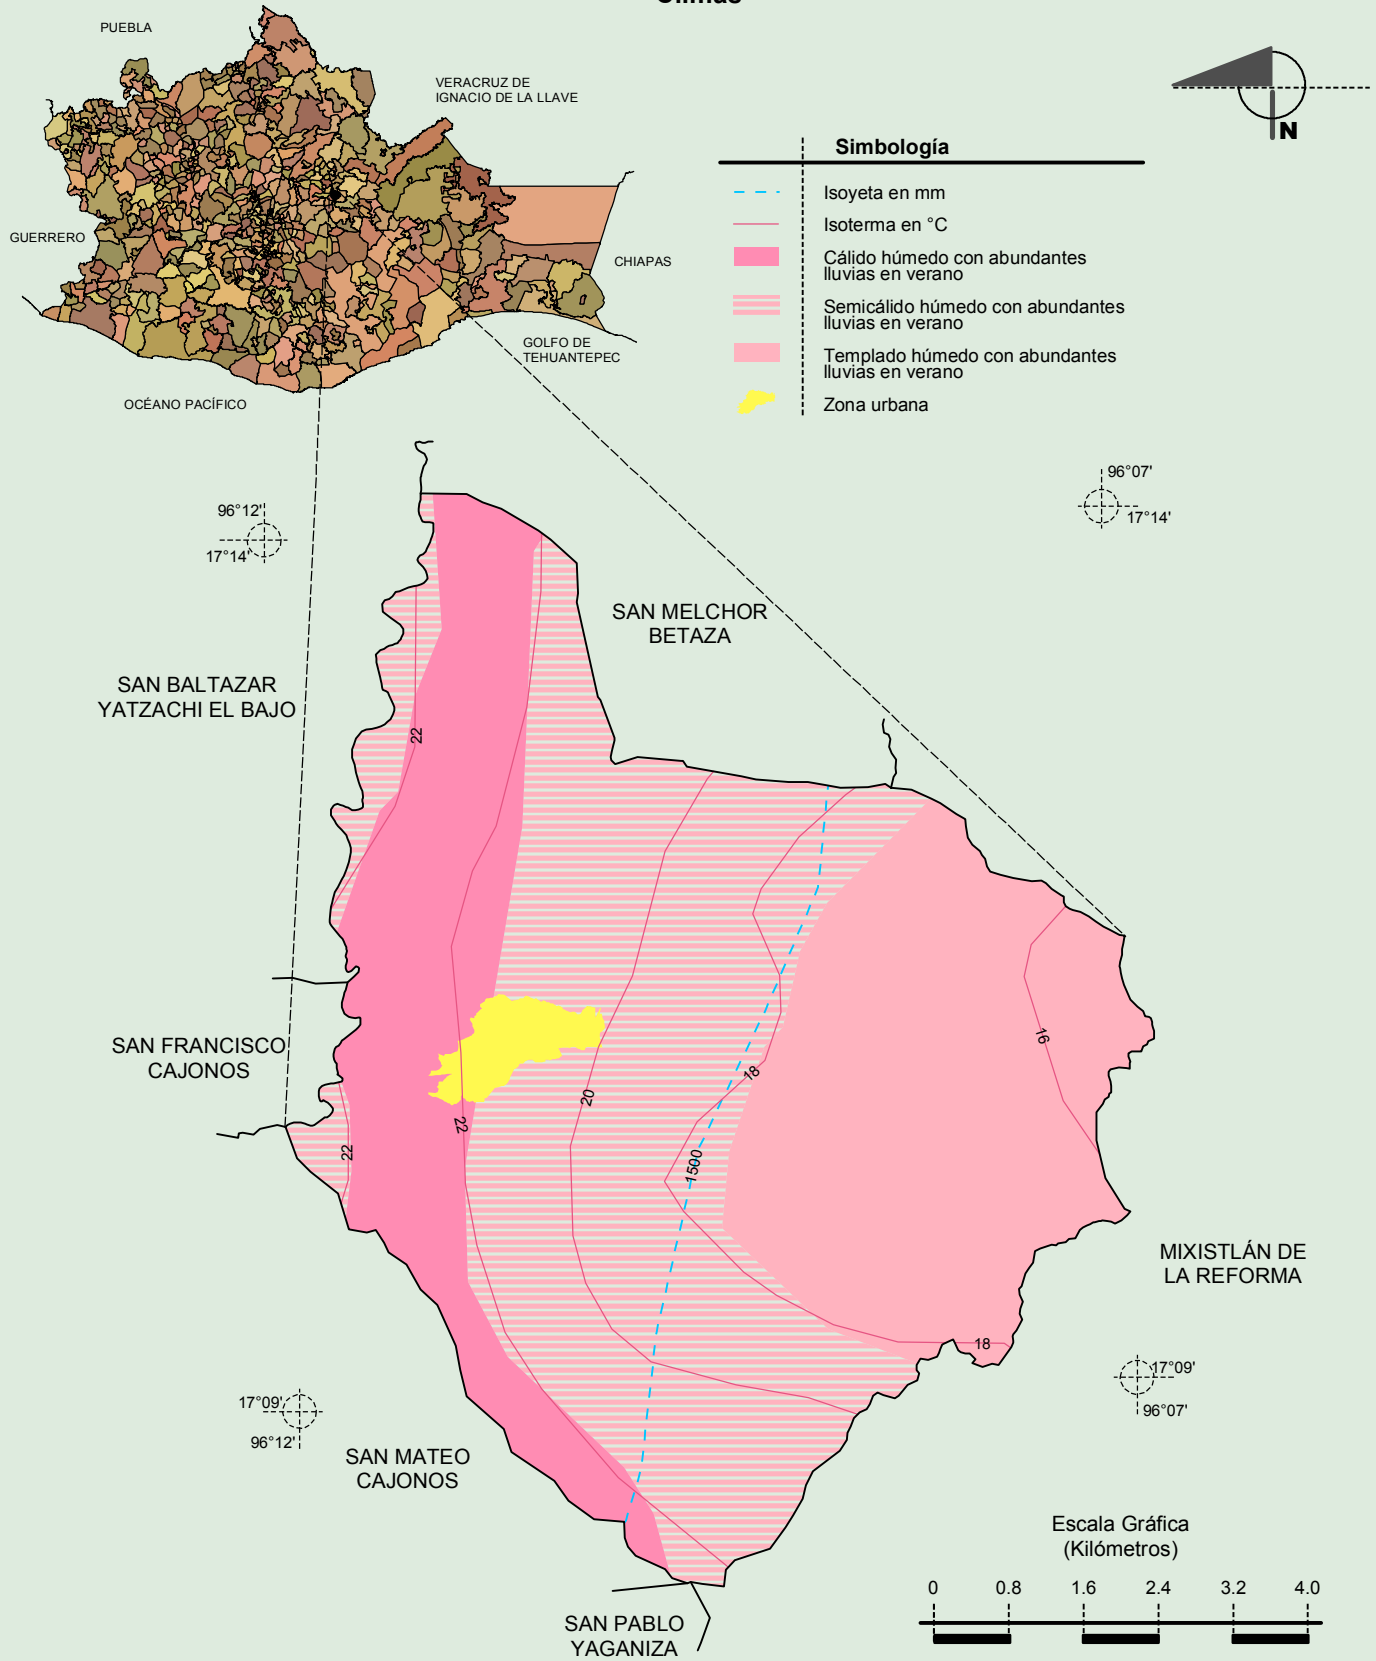 Climas
PUEBLA
VERACRUZ DE
IGNACIO DE LA LLAVE
GUERRERO
CHIAPAS
GOLFO DE
TEHUANTEPEC
OCÉANO PACÍFICO
N
Simbología
Isoyeta en mm
Isoterma en °C
Cálido húmedo con abundantes
lluvias en verano
Semicálido húmedo con abundantes
lluvias en verano
Templado húmedo con abundantes
lluvias en verano
Zona urbana
96°12'
17°14'
96°07'
17°14'
SAN MELCHOR
BETAZA
SAN BALTAZAR
YATZACHI EL BAJO
22
SAN FRANCISCO
CAJONOS
16
18
20
22
22
1500
MIXISTLÁN DE
LA REFORMA
18
17°09'
96°07'
17°09'
96°12'
SAN MATEO
CAJONOS
SAN PABLO
YAGANIZA
Escala Gráfica
(Kilómetros)
0 0.8 1.6 2.4 3.2 4.0